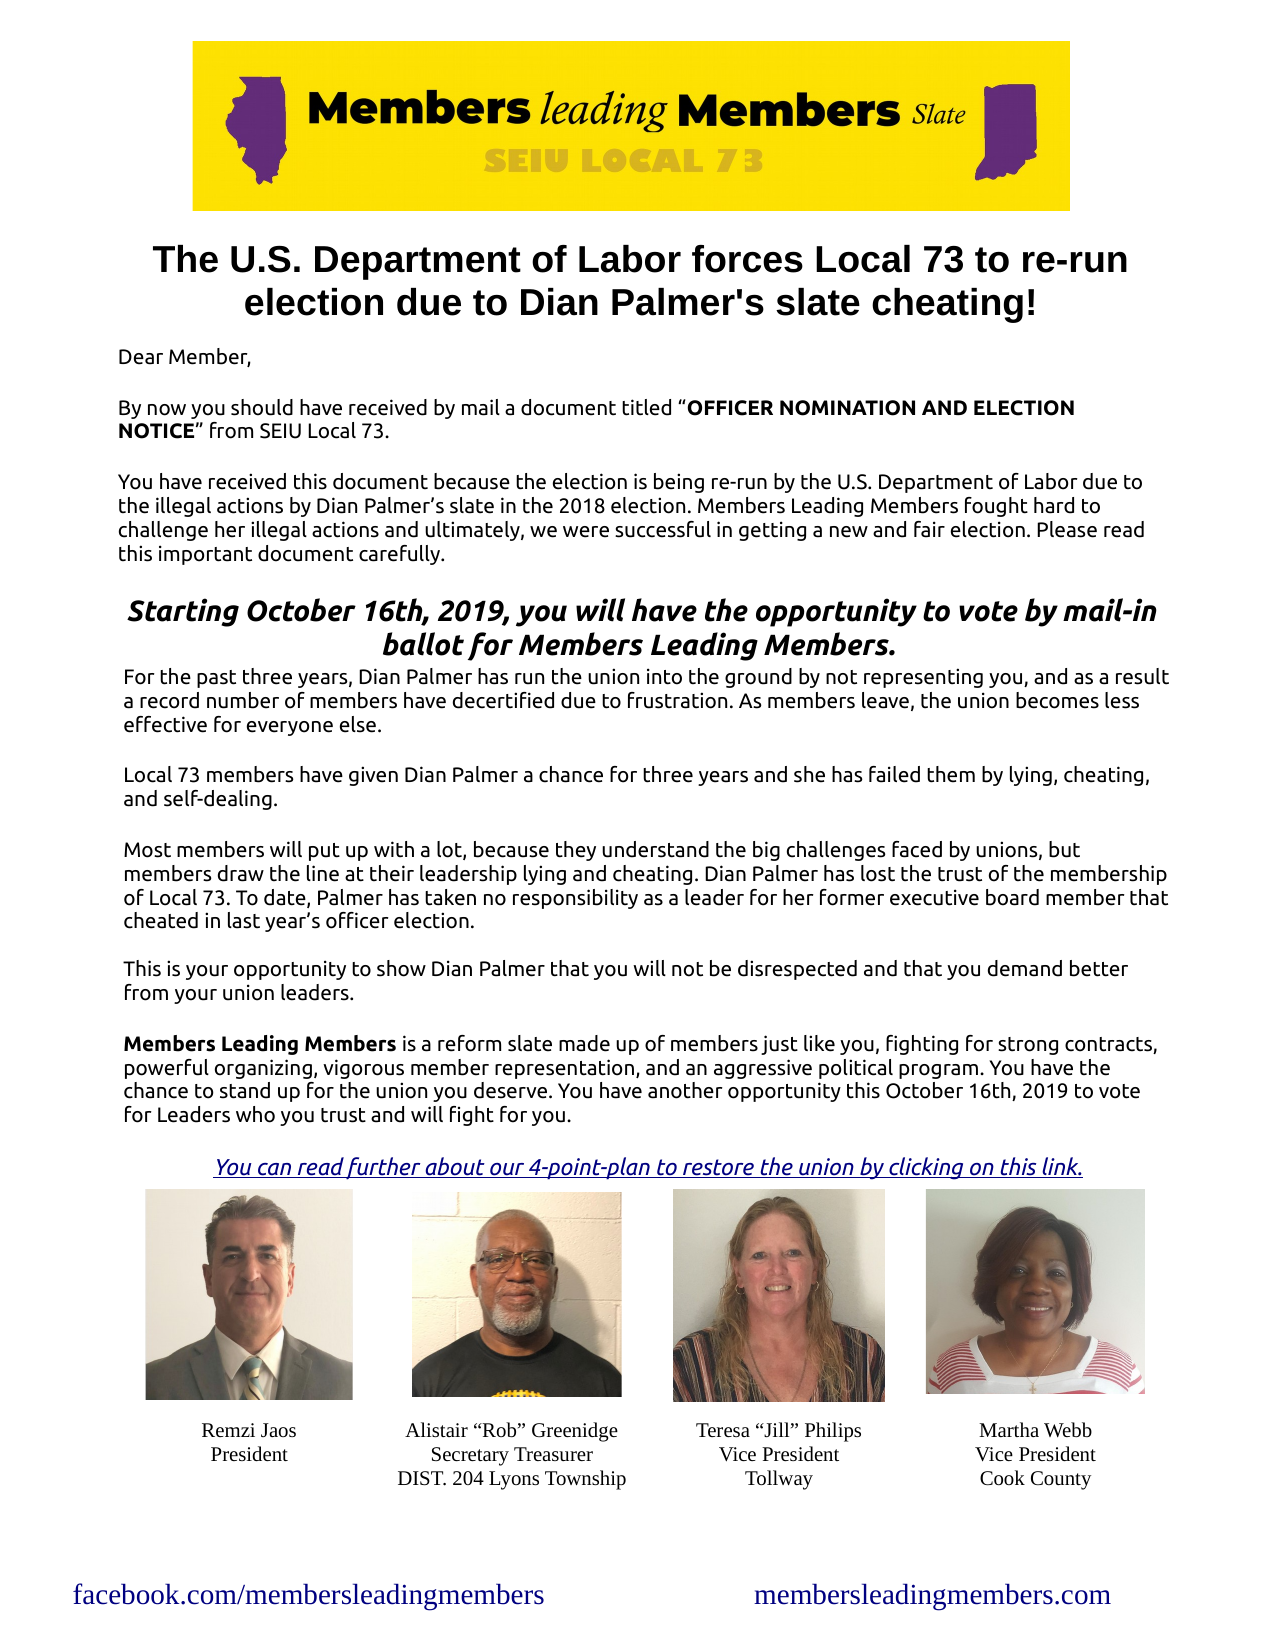 Members leading Members Slate
SEIU LOCAL 73
The U.S. Department of Labor forces Local 73 to re-run
election due to Dian Palmer's slate cheating!
Dear Member,
By now you should have received by mail a document titled “OFFICER NOMINATION AND ELECTION
NOTICE” from SEIU Local 73.
You have received this document because the election is being re-run by the U.S. Department of Labor due to
the illegal actions by Dian Palmer’s slate in the 2018 election. Members Leading Members fought hard to
challenge her illegal actions and ultimately, we were successful in getting a new and fair election. Please read
this important document carefully.
Starting October 16th, 2019, you will have the opportunity to vote by mail-in
ballot for Members Leading Members.
For the past three years, Dian Palmer has run the union into the ground by not representing you, and as a result
a record number of members have decertified due to frustration. As members leave, the union becomes less
effective for everyone else.
Local 73 members have given Dian Palmer a chance for three years and she has failed them by lying, cheating,
and self-dealing.
Most members will put up with a lot, because they understand the big challenges faced by unions, but
members draw the line at their leadership lying and cheating. Dian Palmer has lost the trust of the membership
of Local 73. To date, Palmer has taken no responsibility as a leader for her former executive board member that
cheated in last year’s officer election.
This is your opportunity to show Dian Palmer that you will not be disrespected and that you demand better
from your union leaders.
Members Leading Members is a reform slate made up of members just like you, fighting for strong contracts,
powerful organizing, vigorous member representation, and an aggressive political program. You have the
chance to stand up for the union you deserve. You have another opportunity this October 16th, 2019 to vote
for Leaders who you trust and will fight for you.
You can read further about our 4-point-plan to restore the union by clicking on this link.
Remzi Jaos
President
Alistair “Rob” Greenidge
Secretary Treasurer
DIST. 204 Lyons Township
Teresa “Jill” Philips
Vice President
Tollway
Martha Webb
Vice President
Cook County
facebook.com/membersleadingmembers
membersleadingmembers.com